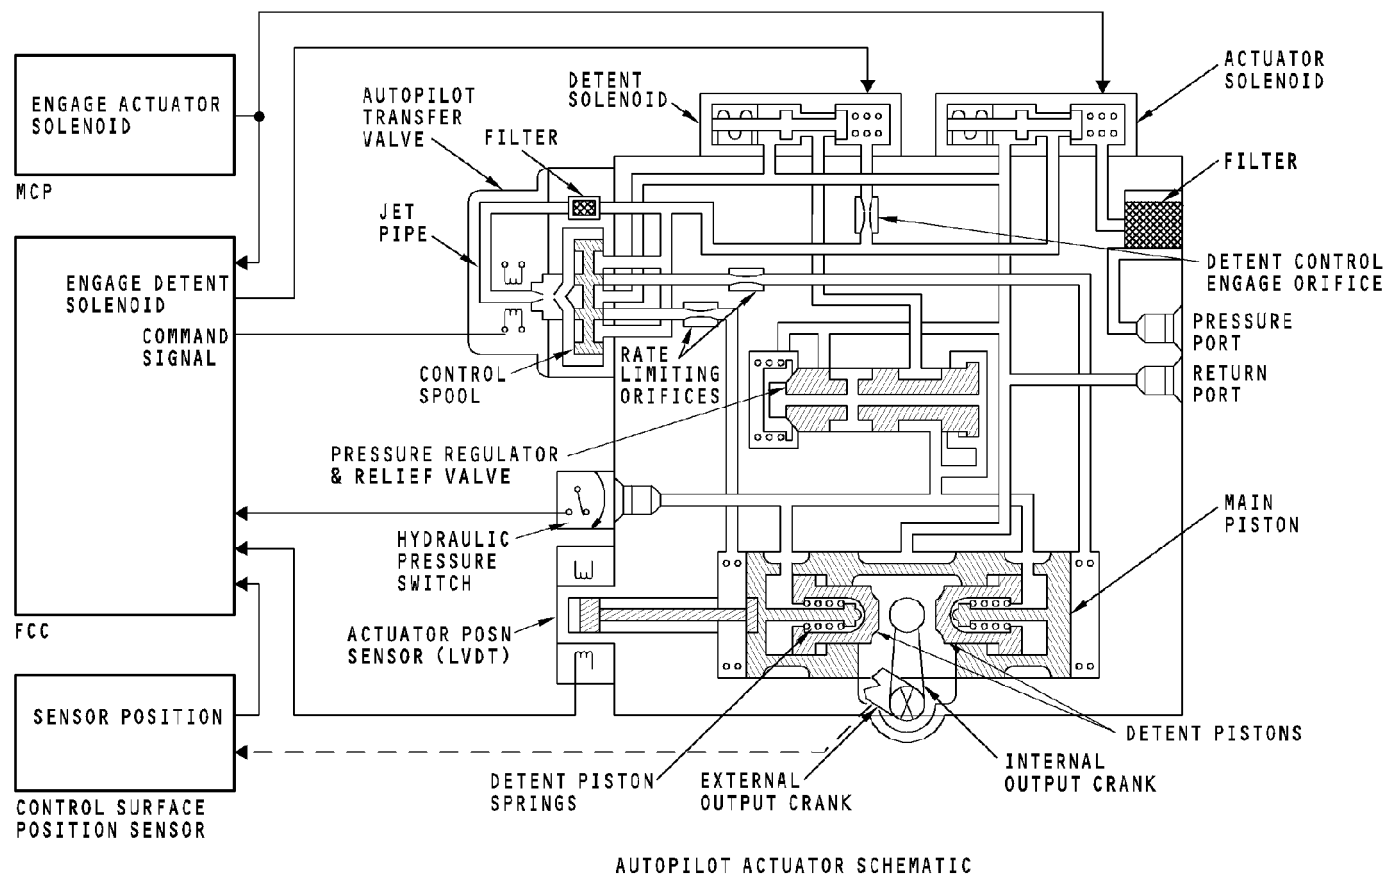 ENGAGE ACTUATOR
SOLENOID
MCP
AUTOPILOT
TRANSFER
VALVE
FILTER
DETENT
SOLENOID
ACTUATOR
SOLENOID
FILTER
JET
PIPE
ENGAGE DETENT
SOLENOID
COMMAND
SIGNAL
DETENT CONTROL
ENGAGE ORIFICE
PRESSURE
PORT
RETURN
PORT
CONTROL
SPOOL
RATE
LIMITING
ORIFICES
PRESSURE REGULATOR
& RELIEF VALVE
HYDRAULIC
PRESSURE
SWITCH
MAIN
PISTON
FCC
ACTUATOR POSN
SENSOR (LVDT)
SENSOR POSITION
CONTROL SURFACE
POSITION SENSOR
DETENT PISTON
SPRINGS
EXTERNAL
OUTPUT CRANK
INTERNAL
OUTPUT CRANK
DETENT PISTONS
AUTOPILOT ACTUATOR SCHEMATIC